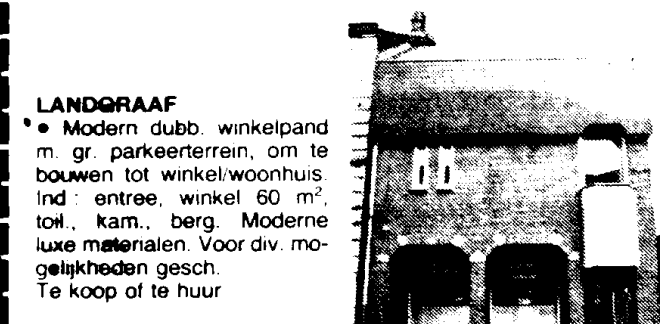 LANDGRAAF
• Modern dubb. winkelpand
m. gr. parkeerterrein, om te
bouwen tot winkel/woonhuis.
Ind : entree, winkel 60 m²,
toil., kam., berg. Moderne
luxe materialen. Voor div. mo-
gelijkheden gesch.
Te koop of te huur